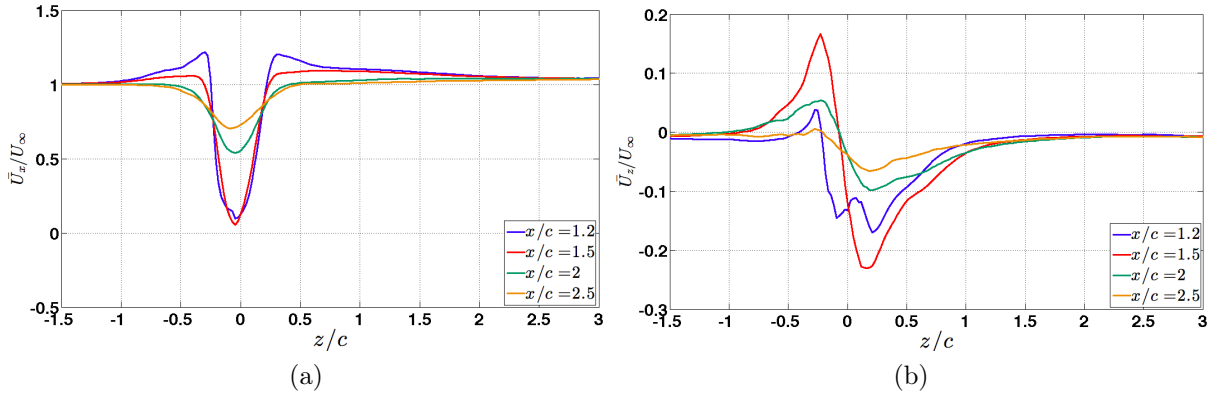 1.5
1
0.5
0
-0.5
-1.5 -1 -0.5 0 0.5 1 1.5 2 2.5 3
Ū_x/U_∞
z/c
x/c =1.2
x/c =1.5
x/c =2
x/c =2.5
(a)
0.2
0.1
0
-0.1
-0.2
-0.3
-1.5 -1 -0.5 0 0.5 1 1.5 2 2.5 3
Ū_z/U_∞
z/c
x/c =1.2
x/c =1.5
x/c =2
x/c =2.5
(b)